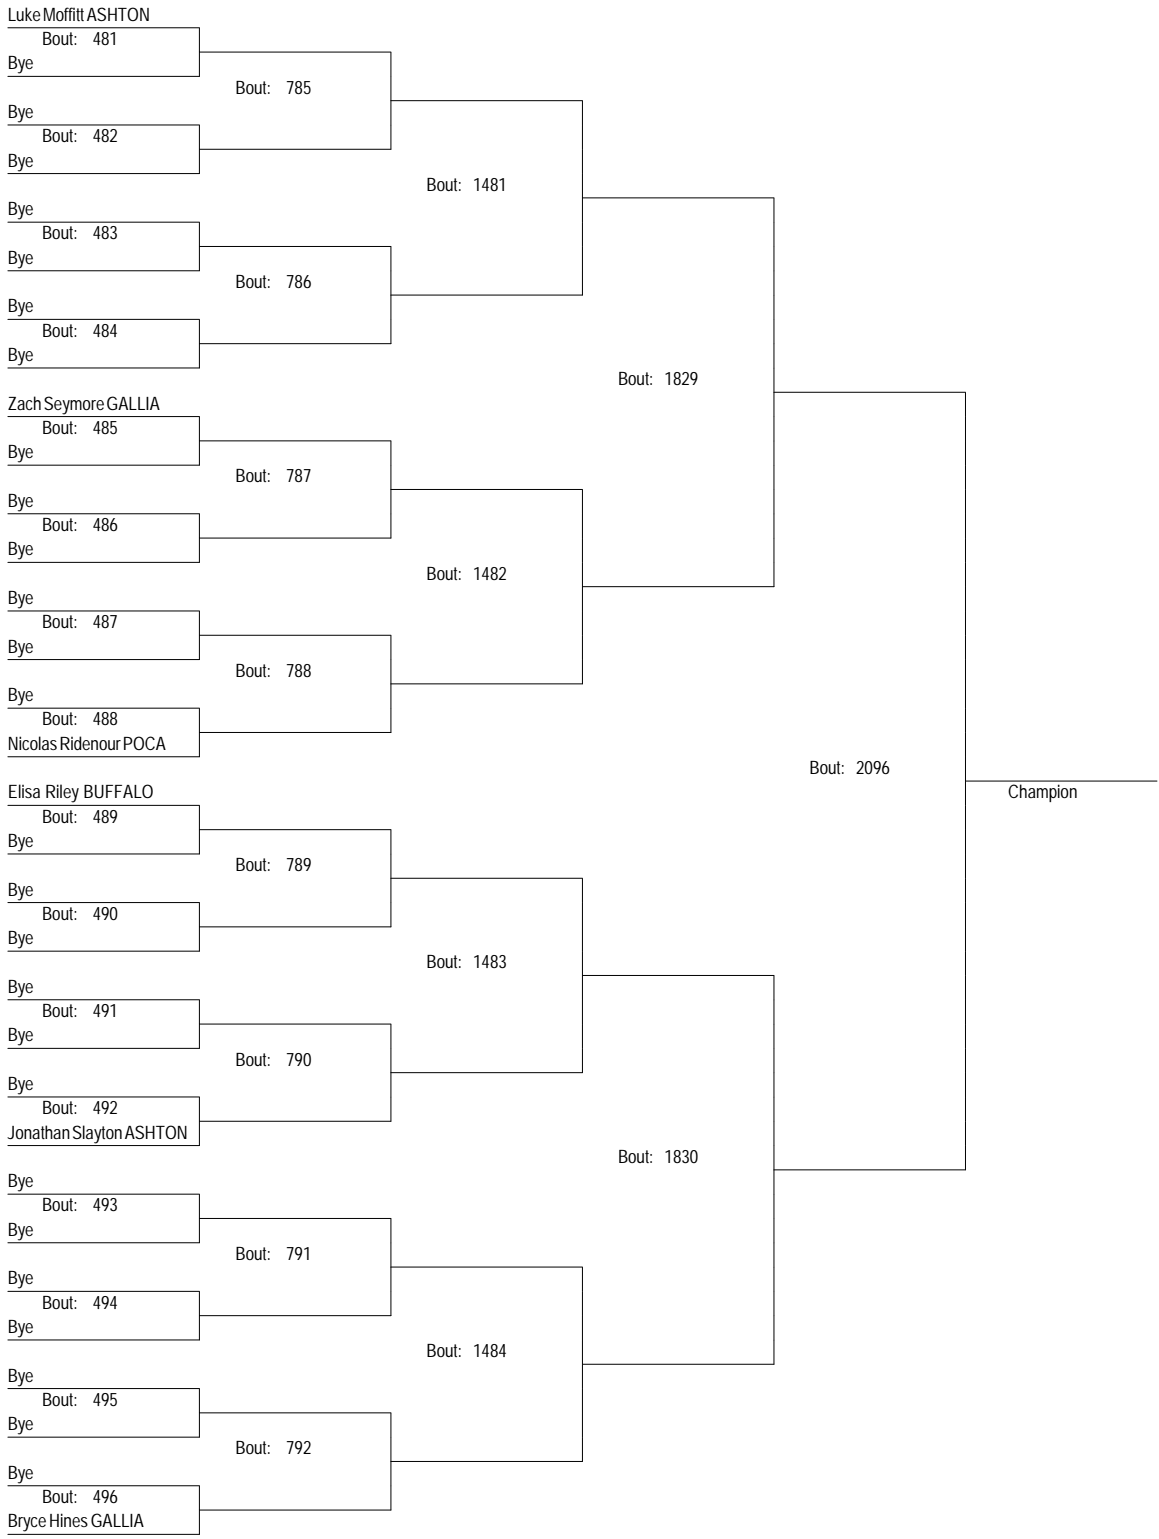 Luke Moffitt ASHTON
Bout: 481
Bye
Bout: 785
Bye
Bout: 482
Bye
Bout: 1481
Bye
Bout: 483
Bye
Bout: 786
Bye
Bout: 484
Bye
Bout: 1829
Zach Seymore GALLIA
Bout: 485
Bye
Bout: 787
Bye
Bout: 486
Bye
Bout: 1482
Bye
Bout: 487
Bye
Bout: 788
Bye
Bout: 488
Nicolas Ridenour POCA
Bout: 2096
Champion
Elisa Riley BUFFALO
Bout: 489
Bye
Bout: 789
Bye
Bout: 490
Bye
Bout: 1483
Bye
Bout: 491
Bye
Bout: 790
Bye
Bout: 492
Jonathan Slayton ASHTON
Bout: 1830
Bye
Bout: 493
Bye
Bout: 791
Bye
Bout: 494
Bye
Bout: 1484
Bye
Bout: 495
Bye
Bout: 792
Bye
Bout: 496
Bryce Hines GALLIA